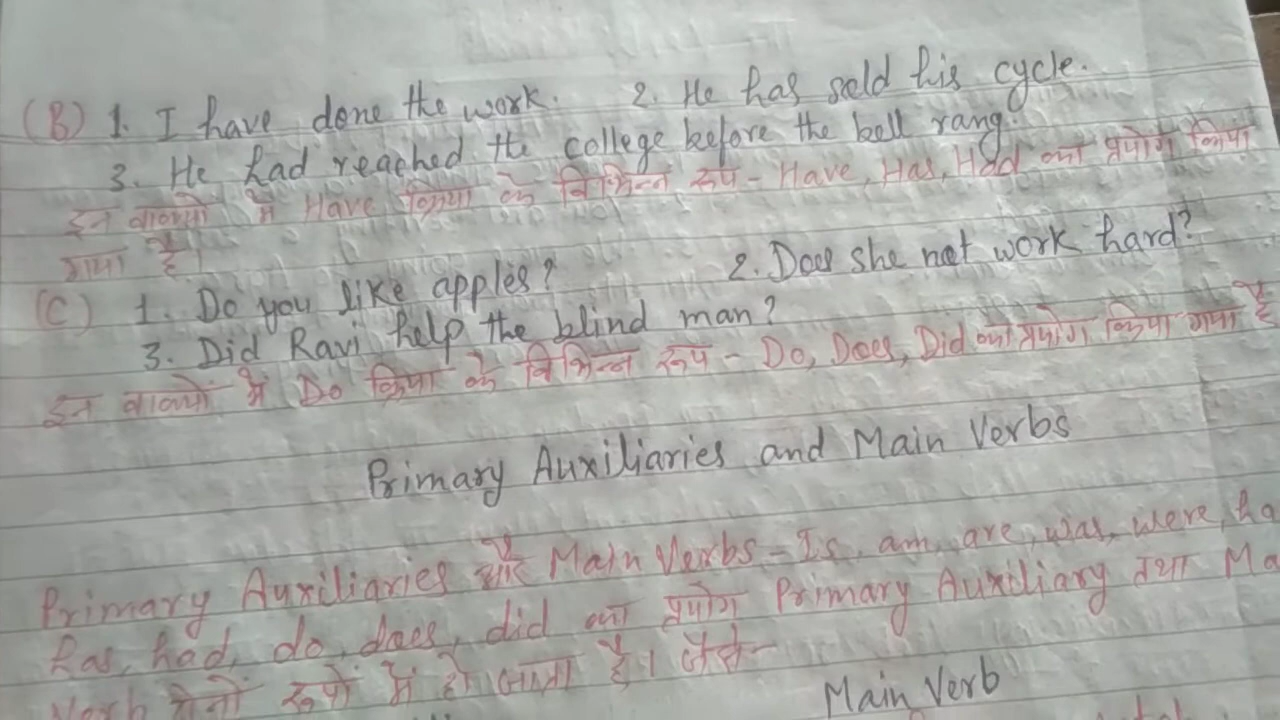 (B) 1. I have done the work. 2. He has sold his cycle.
3. He had reached the college before the bell rang.
इन वाक्यों में Have क्रिया के विभिन्न रूप - Have, Has, Had का प्रयोग किया
गया है।
(C) 1. Do you like apples? 2. Does she not work hard?
3. Did Ravi help the blind man?
इन वाक्यों में Do क्रिया के विभिन्न रूप - Do, Does, Did का प्रयोग किया गया है
Primary Auxiliaries and Main Verbs
Primary Auxiliaries और Main Verbs - Is, am, are, was, were, ha
has, had, do, does, did का प्रयोग Primary Auxiliary तथा Ma
Verb दोनों रूपों में हो जाता है। जैसे-
Main Verb